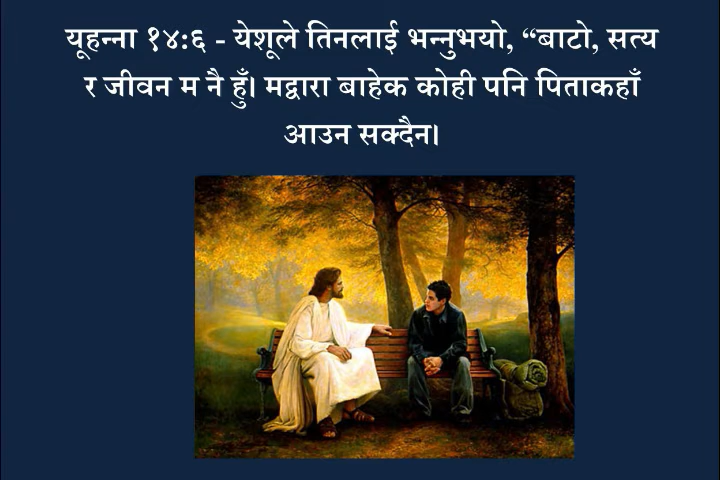 यूहन्ना १४:६ - येशूले तिनलाई भन्नुभयो, “बाटो, सत्य
र जीवन म नै हुँ। मद्वारा बाहेक कोही पनि पिताकहाँ
आउन सक्दैन।